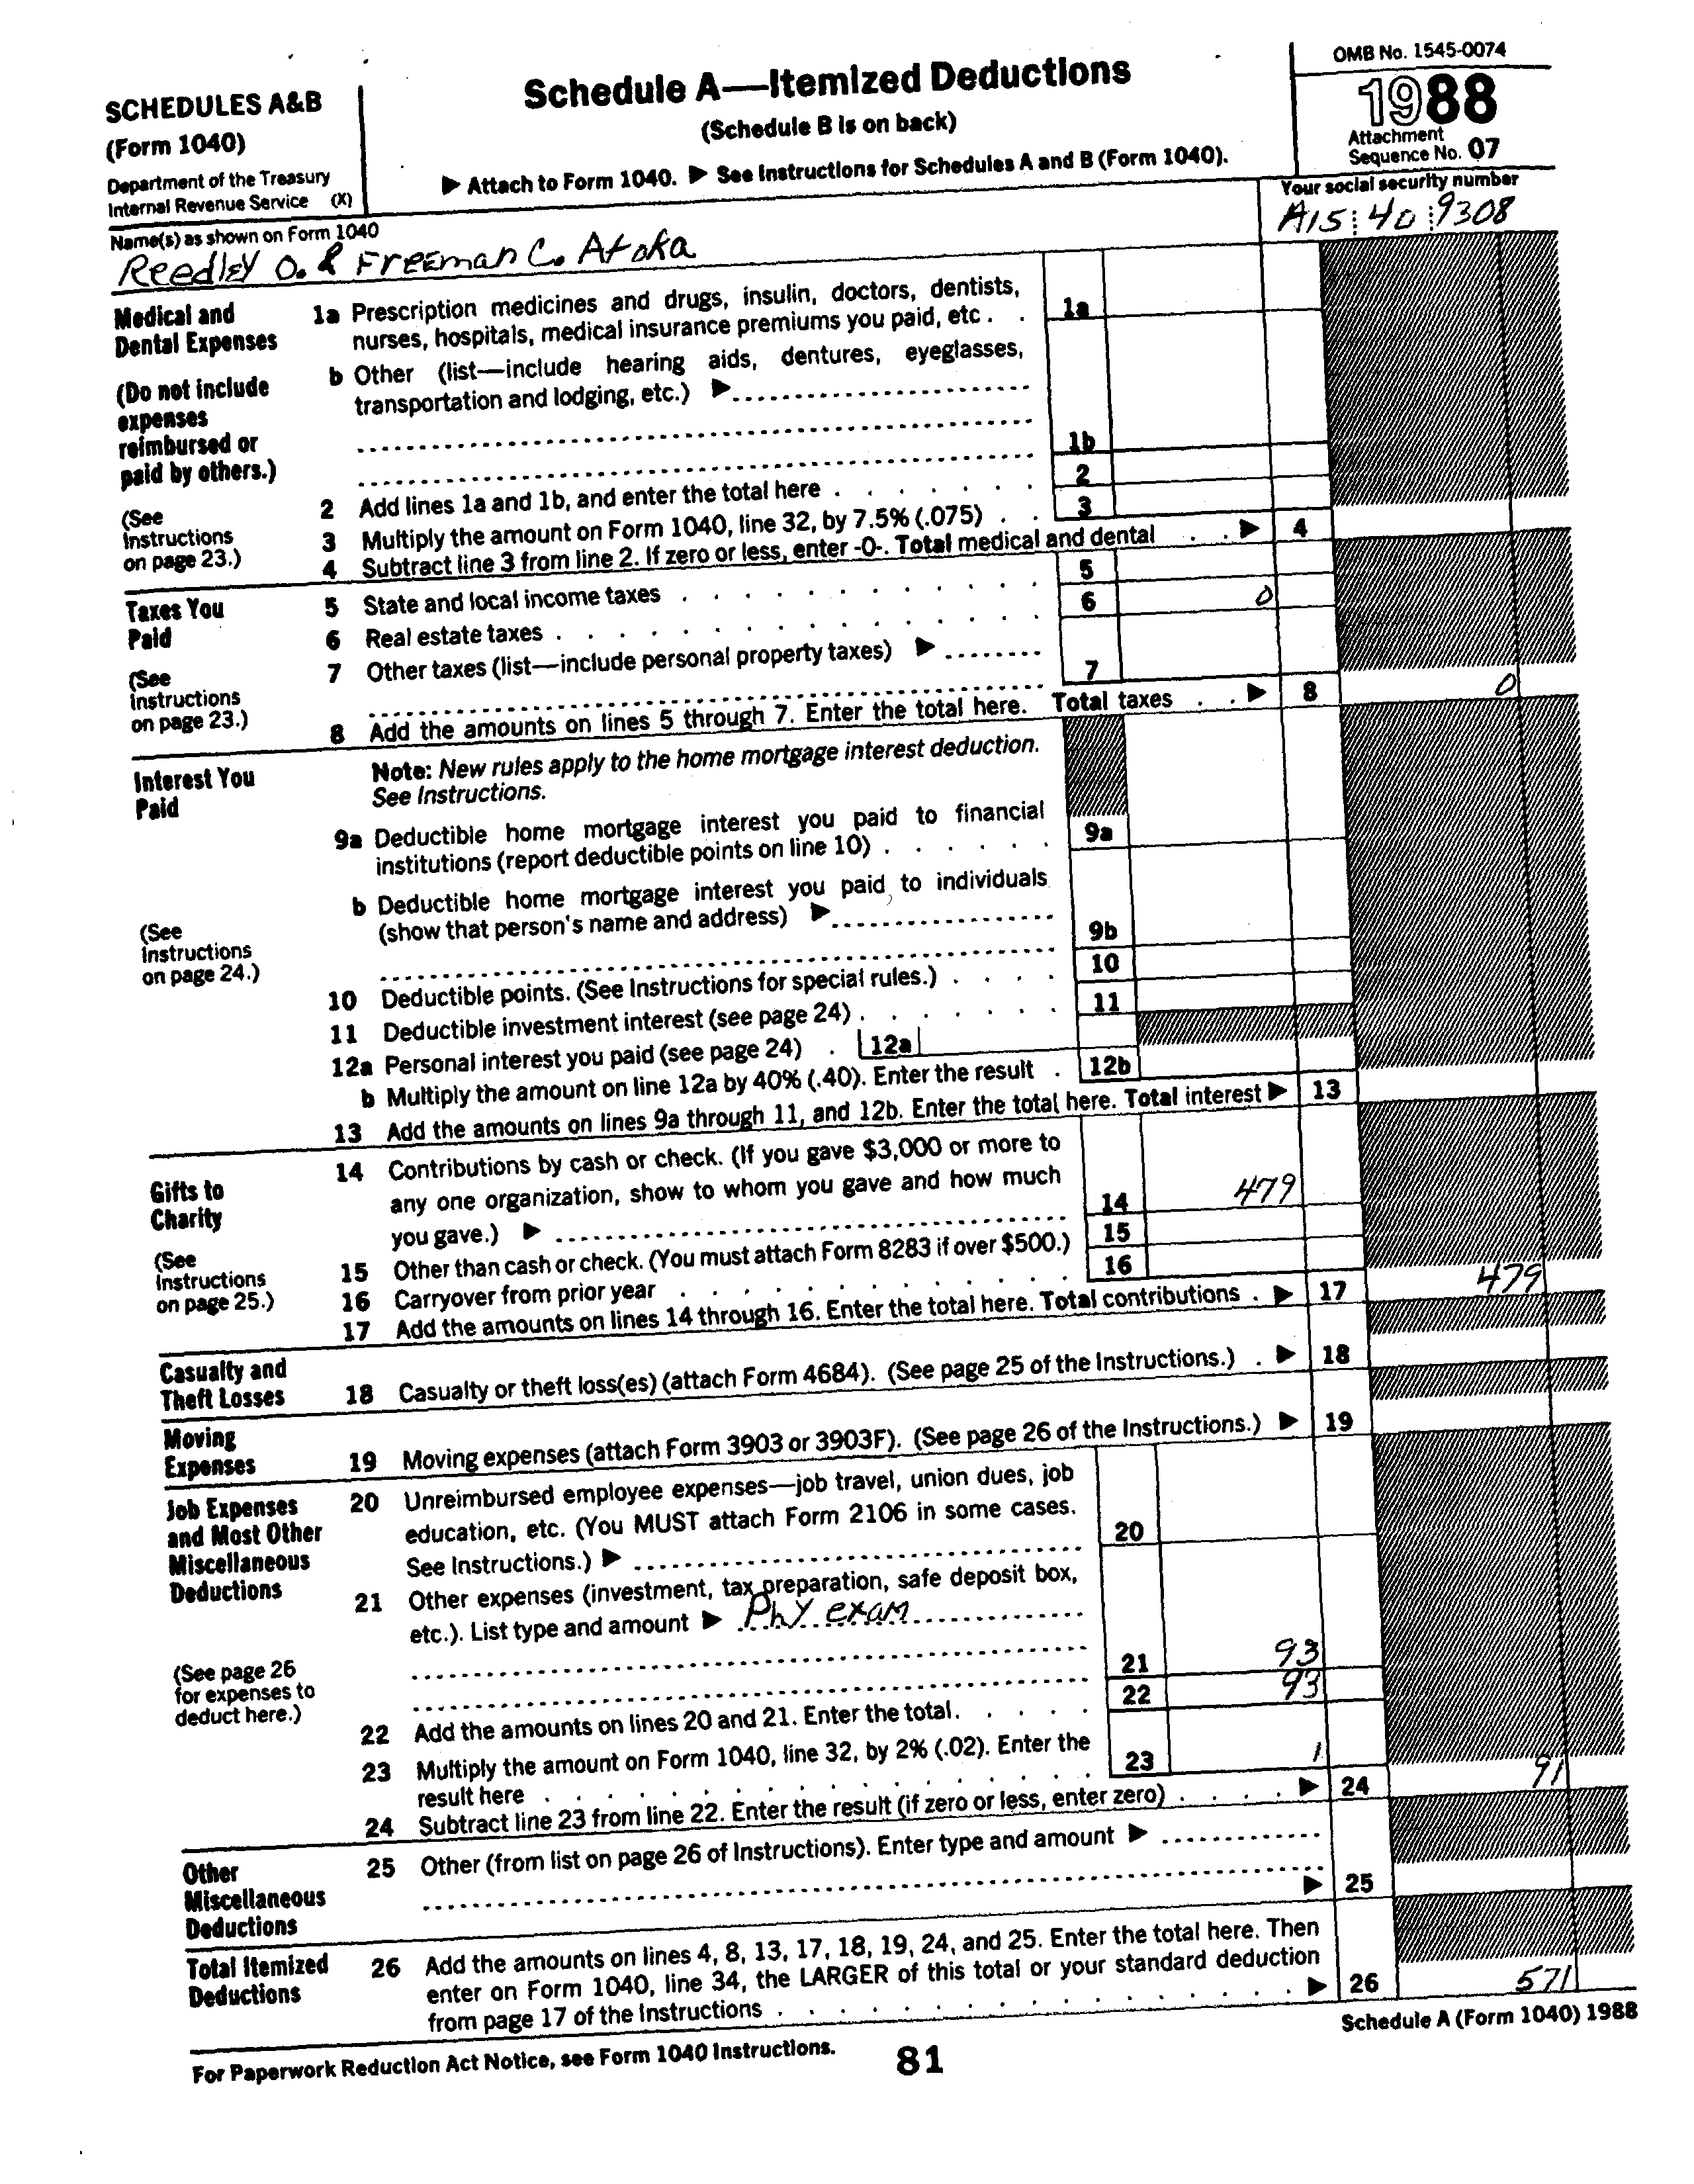 SCHEDULES A&B
(Form 1040)
Department of the Treasury
Internal Revenue Service (X)
Schedule A—Itemized Deductions
(Schedule B is on back)
▶ Attach to Form 1040. ▶ See Instructions for Schedules A and B (Form 1040).
OMB No. 1545-0074
1988
Attachment
Sequence No. 07
Name(s) as shown on Form 1040
Reedley O. & Freeman C. Atoka
Your social security number
A15 40 9308
Medical and
Dental Expenses
(Do not include
expenses
reimbursed or
paid by others.)
(See
Instructions
on page 23.)
1a Prescription medicines and drugs, insulin, doctors, dentists,
nurses, hospitals, medical insurance premiums you paid, etc . . 1a
b Other (list—include hearing aids, dentures, eyeglasses,
transportation and lodging, etc.) ▶
1b
2 Add lines 1a and 1b, and enter the total here . . . . . . . 2
3 Multiply the amount on Form 1040, line 32, by 7.5% (.075) . . 3
4 Subtract line 3 from line 2. If zero or less, enter -0-. Total medical and dental . . ▶ 4
Taxes You
Paid
(See
Instructions
on page 23.)
5 State and local income taxes . . . . . . . . . . 5
6 Real estate taxes . . . . . . . . . . . . 6 0
7 Other taxes (list—include personal property taxes) ▶
7
8 Add the amounts on lines 5 through 7. Enter the total here. Total taxes . . ▶ 8 0
Interest You
Paid
(See
Instructions
on page 24.)
Note: New rules apply to the home mortgage interest deduction.
See Instructions.
9a Deductible home mortgage interest you paid to financial
institutions (report deductible points on line 10) . . . . . . 9a
b Deductible home mortgage interest you paid to individuals
(show that person's name and address) ▶
9b
10 Deductible points. (See Instructions for special rules.) . . . . 10
11 Deductible investment interest (see page 24) . . . . . . . 11
12a Personal interest you paid (see page 24) . 12a
b Multiply the amount on line 12a by 40% (.40). Enter the result . 12b
13 Add the amounts on lines 9a through 11, and 12b. Enter the total here. Total interest ▶ 13
Gifts to
Charity
(See
Instructions
on page 25.)
14 Contributions by cash or check. (If you gave $3,000 or more to
any one organization, show to whom you gave and how much
you gave.) ▶ 14 479
15 Other than cash or check. (You must attach Form 8283 if over $500.) 15
16 Carryover from prior year . . . . . . . . . . 16
17 Add the amounts on lines 14 through 16. Enter the total here. Total contributions . ▶ 17 479
Casualty and
Theft Losses
18 Casualty or theft loss(es) (attach Form 4684). (See page 25 of the Instructions.) . ▶ 18
Moving
Expenses
19 Moving expenses (attach Form 3903 or 3903F). (See page 26 of the Instructions.) ▶ 19
Job Expenses
and Most Other
Miscellaneous
Deductions
(See page 26
for expenses to
deduct here.)
20 Unreimbursed employee expenses—job travel, union dues, job
education, etc. (You MUST attach Form 2106 in some cases.
See Instructions.) ▶ 20
21 Other expenses (investment, tax preparation, safe deposit box,
etc.). List type and amount ▶ Phy exam
21 93
22 Add the amounts on lines 20 and 21. Enter the total. . . . . 22 93
23 Multiply the amount on Form 1040, line 32, by 2% (.02). Enter the
result here . . . . . . . . . . . . . 23 1
24 Subtract line 23 from line 22. Enter the result (if zero or less, enter zero) . . . . ▶ 24 91
Other
Miscellaneous
Deductions
25 Other (from list on page 26 of Instructions). Enter type and amount ▶
▶ 25
Total Itemized
Deductions
26 Add the amounts on lines 4, 8, 13, 17, 18, 19, 24, and 25. Enter the total here. Then
enter on Form 1040, line 34, the LARGER of this total or your standard deduction
from page 17 of the Instructions . . . . . . . . . . . . . . . ▶ 26 571
For Paperwork Reduction Act Notice, see Form 1040 Instructions.
81
Schedule A (Form 1040) 1988